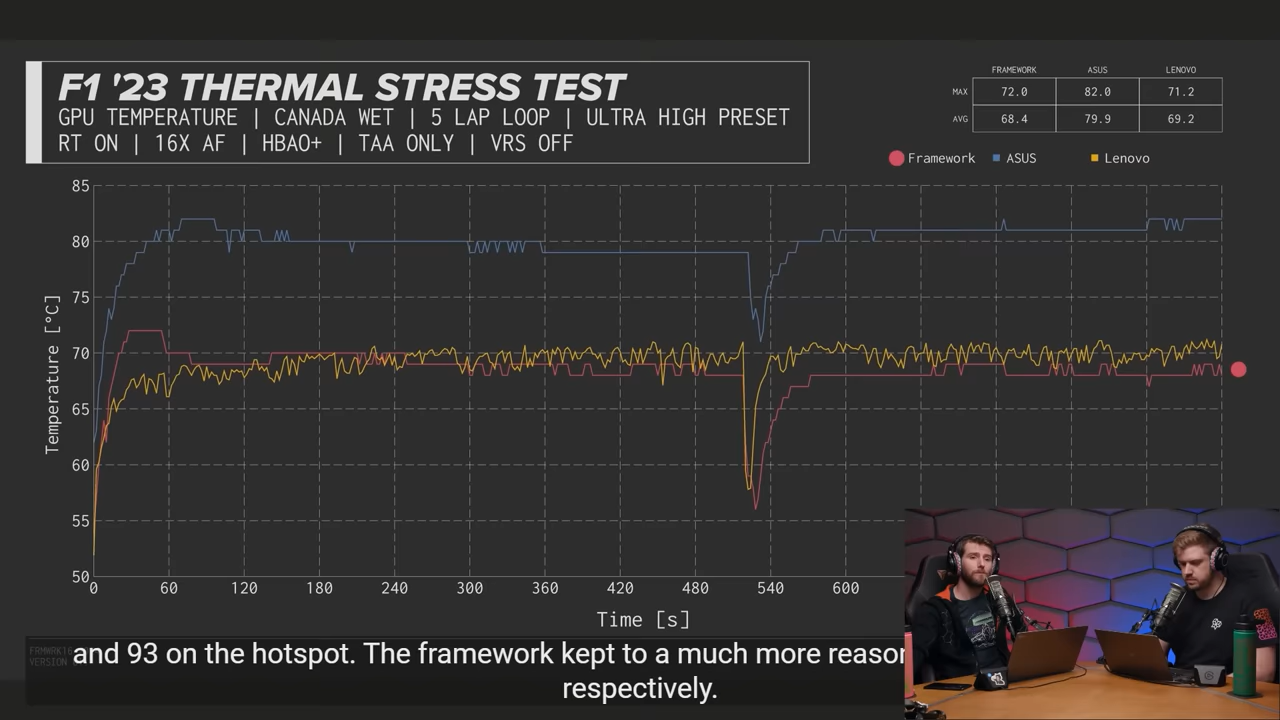 F1 '23 THERMAL STRESS TEST
GPU TEMPERATURE | CANADA WET | 5 LAP LOOP | ULTRA HIGH PRESET
RT ON | 16X AF | HBAO+ | TAA ONLY | VRS OFF
FRAMEWORK ASUS LENOVO
MAX 72.0 82.0 71.2
AVG 68.4 79.9 69.2
Framework ASUS Lenovo
Temperature [°C]
85
80
75
70
65
60
55
50
0 60 120 180 240 300 360 420 480 540 600
Time [s]
and 93 on the hotspot. The framework kept to a much more reason
respectively.